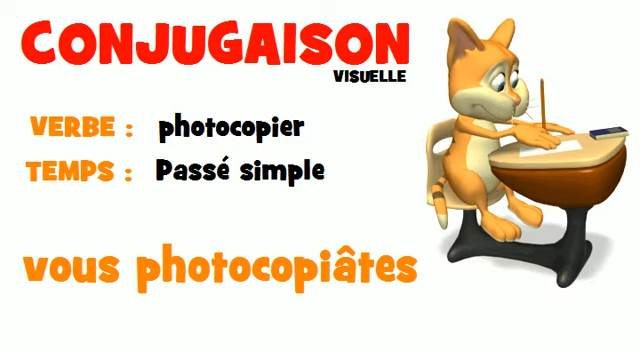 CONJUGAISON
VISUELLE
VERBE : photocopier
TEMPS : Passé simple
vous photocopiâtes